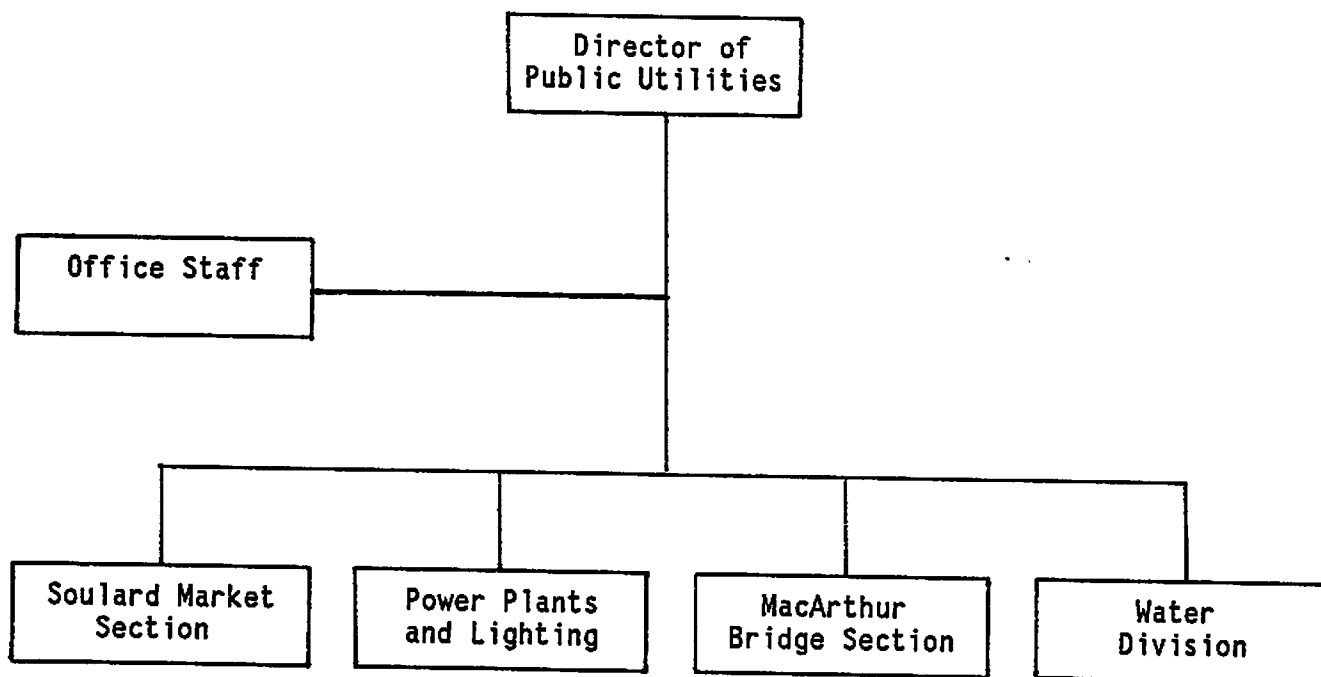 Director of
Public Utilities
Office Staff
Soulard Market
Section
Power Plants
and Lighting
MacArthur
Bridge Section
Water
Division